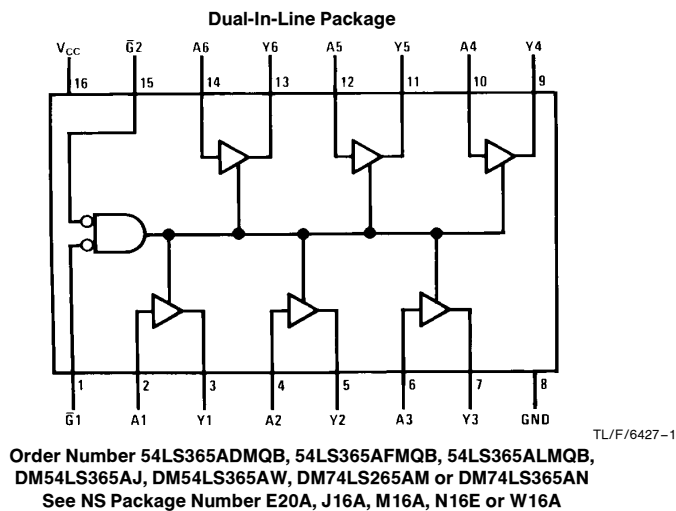 Dual-In-Line Package
VCC G̅2 A6 Y6 A5 Y5 A4 Y4
16 15 14 13 12 11 10 9
1 2 3 4 5 6 7 8
G̅1 A1 Y1 A2 Y2 A3 Y3 GND
TL/F/6427–1
Order Number 54LS365ADMQB, 54LS365AFMQB, 54LS365ALMQB,
DM54LS365AJ, DM54LS365AW, DM74LS265AM or DM74LS365AN
See NS Package Number E20A, J16A, M16A, N16E or W16A